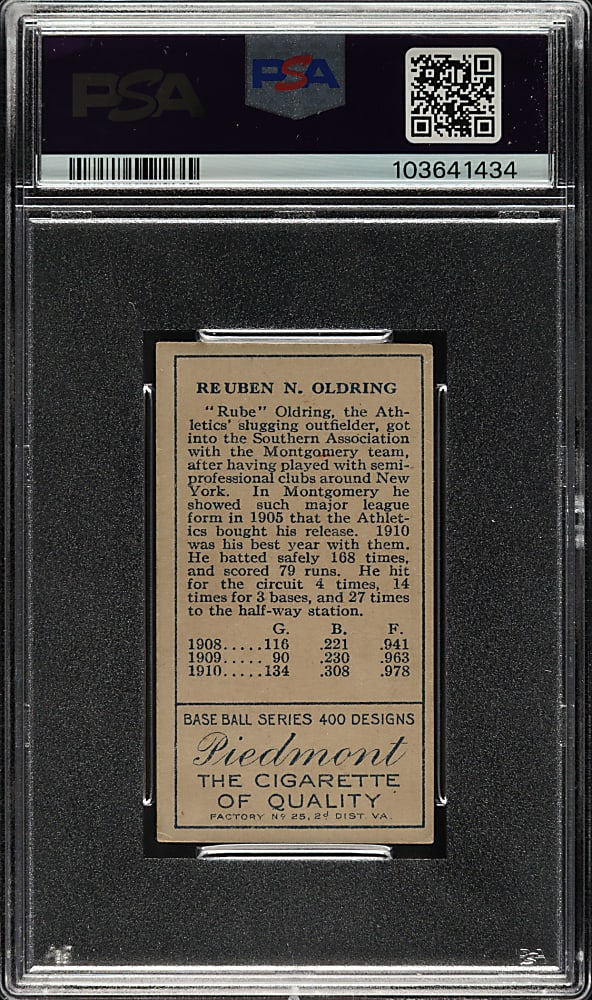 PSA
PSA
103641434
REUBEN N. OLDRING
"Rube" Oldring, the Ath-
letics' slugging outfielder, got
into the Southern Association
with the Montgomery team,
after having played with semi-
professional clubs around New
York. In Montgomery he
showed such major league
form in 1905 that the Athlet-
ics bought his release. 1910
was his best year with them.
He batted safely 168 times,
and scored 79 runs. He hit
for the circuit 4 times, 14
times for 3 bases, and 27 times
to the half-way station.
G. B. F.
1908.....116 .221 .941
1909..... 90 .230 .963
1910.....134 .308 .978
BASE BALL SERIES 400 DESIGNS
Piedmont
THE CIGARETTE
OF QUALITY
FACTORY Nº 25, 2d DIST. VA.